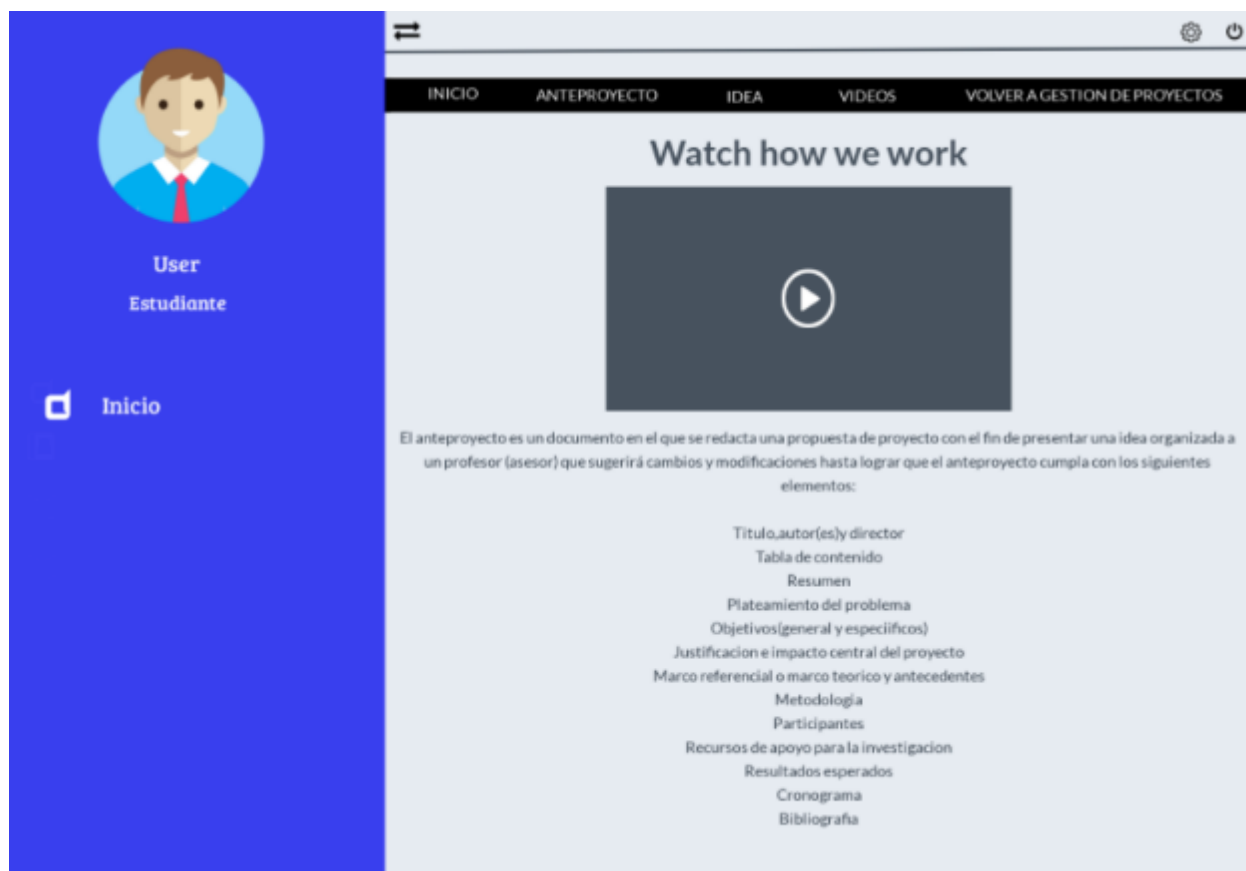 User
Estudiante
Inicio
INICIO ANTEPROYECTO IDEA VIDEOS VOLVER A GESTION DE PROYECTOS
Watch how we work
El anteproyecto es un documento en el que se redacta una propuesta de proyecto con el fin de presentar una idea organizada a
un profesor (asesor) que sugerirá cambios y modificaciones hasta lograr que el anteproyecto cumpla con los siguientes
elementos:
Titulo,autor(es)y director
Tabla de contenido
Resumen
Plateamiento del problema
Objetivos(general y especiificos)
Justificacion e impacto central del proyecto
Marco referencial o marco teorico y antecedentes
Metodologia
Participantes
Recursos de apoyo para la investigacion
Resultados esperados
Cronograma
Bibliografia